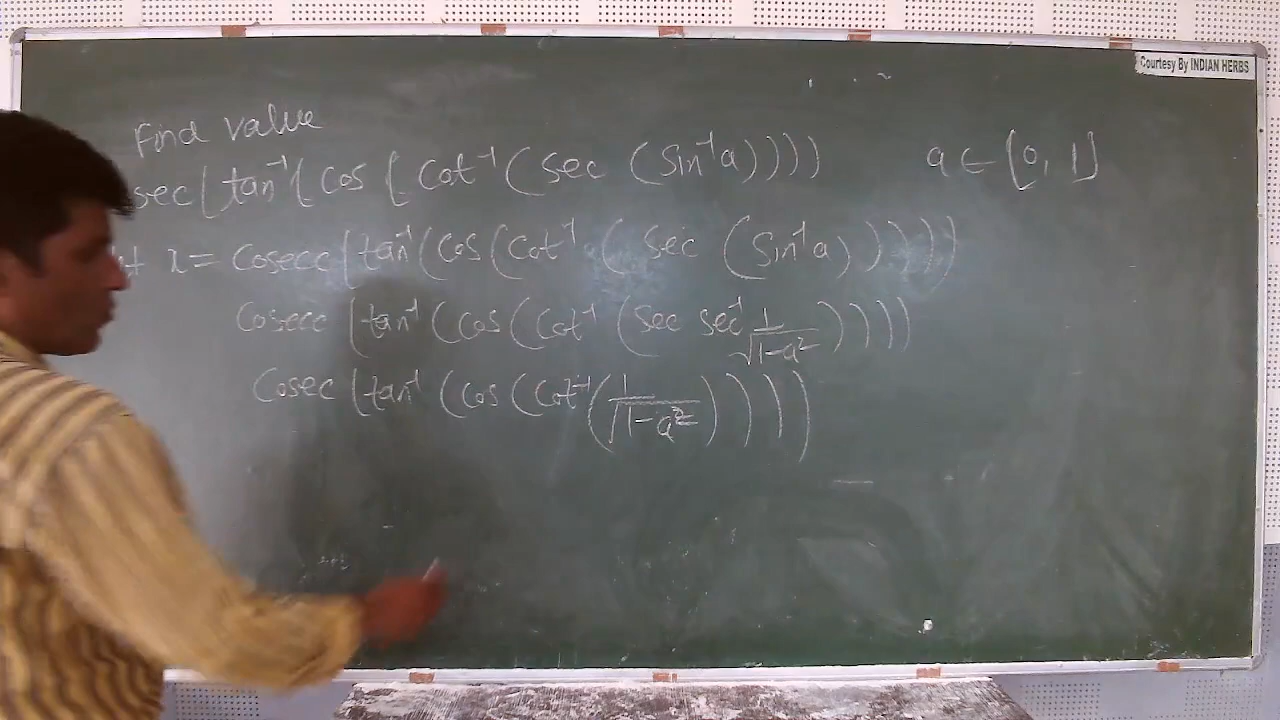 Courtesy By INDIAN HERBS
Find value
sec(tan⁻¹(cos(cot⁻¹(sec(Sin⁻¹a))))) a ∈ [0, 1]
x = Cosecc(tan⁻¹(cos(cot⁻¹(sec(Sin⁻¹a)))))
Cosecc(tan⁻¹(cos(cot⁻¹(sec sec⁻¹ 1/√(1-a²)))))
Cosec(tan⁻¹(cos(cot⁻¹(1/√(1-a²)))))